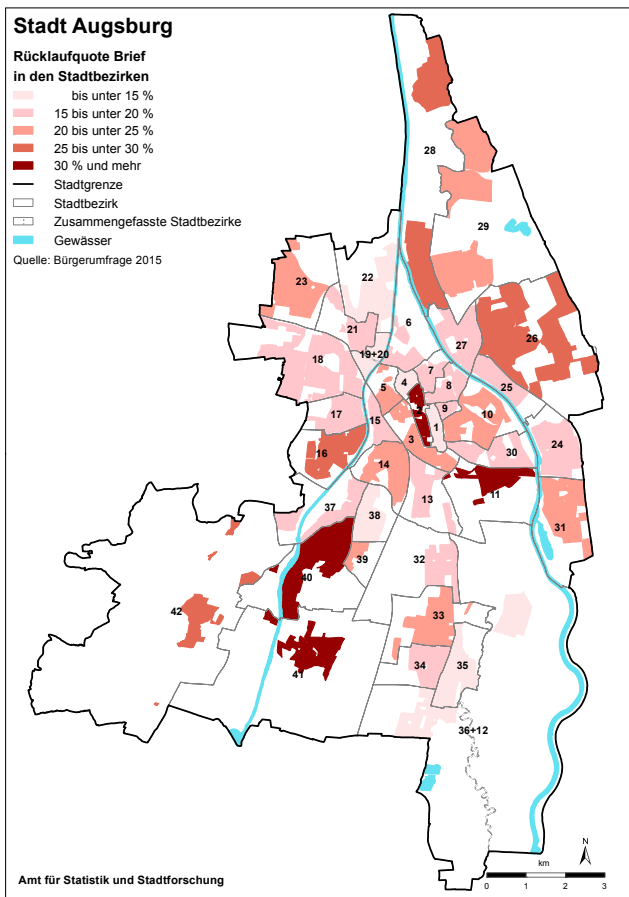 Stadt Augsburg
Rücklaufquote Brief
in den Stadtbezirken
bis unter 15 %
15 bis unter 20 %
20 bis unter 25 %
25 bis unter 30 %
30 % und mehr
Stadtgrenze
Stadtbezirk
Zusammengefasste Stadtbezirke
Gewässer
Quelle: Bürgerumfrage 2015
28
29
23
22
6
21
27
26
18
19+20
7
4
5
8
25
17
9
10
15
1
3
24
16
30
14
13
11
37
38
31
32
39
40
42
33
34
35
41
36+12
N
km
0 1 2 3
Amt für Statistik und Stadtforschung